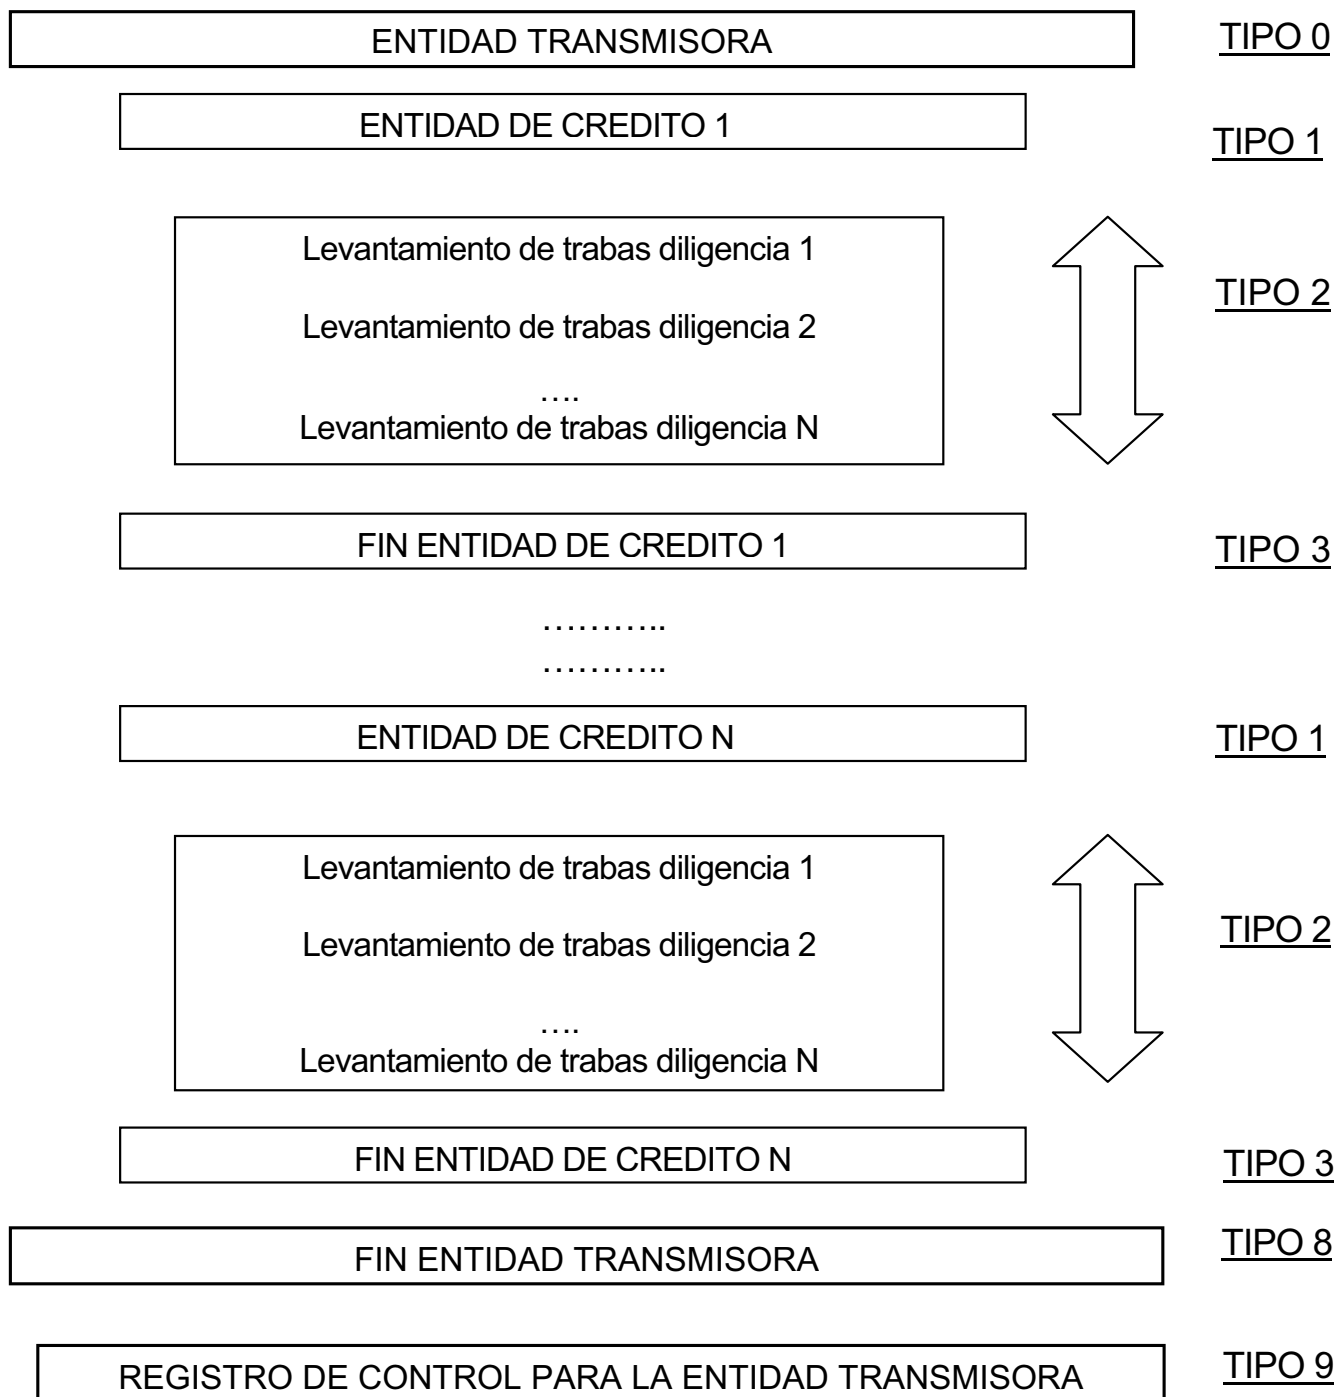 ENTIDAD TRANSMISORA TIPO 0
ENTIDAD DE CREDITO 1 TIPO 1
Levantamiento de trabas diligencia 1
TIPO 2
Levantamiento de trabas diligencia 2
….
Levantamiento de trabas diligencia N
FIN ENTIDAD DE CREDITO 1 TIPO 3
………..
………..
ENTIDAD DE CREDITO N TIPO 1
Levantamiento de trabas diligencia 1
Levantamiento de trabas diligencia 2 TIPO 2
….
Levantamiento de trabas diligencia N
FIN ENTIDAD DE CREDITO N TIPO 3
FIN ENTIDAD TRANSMISORA TIPO 8
REGISTRO DE CONTROL PARA LA ENTIDAD TRANSMISORA TIPO 9